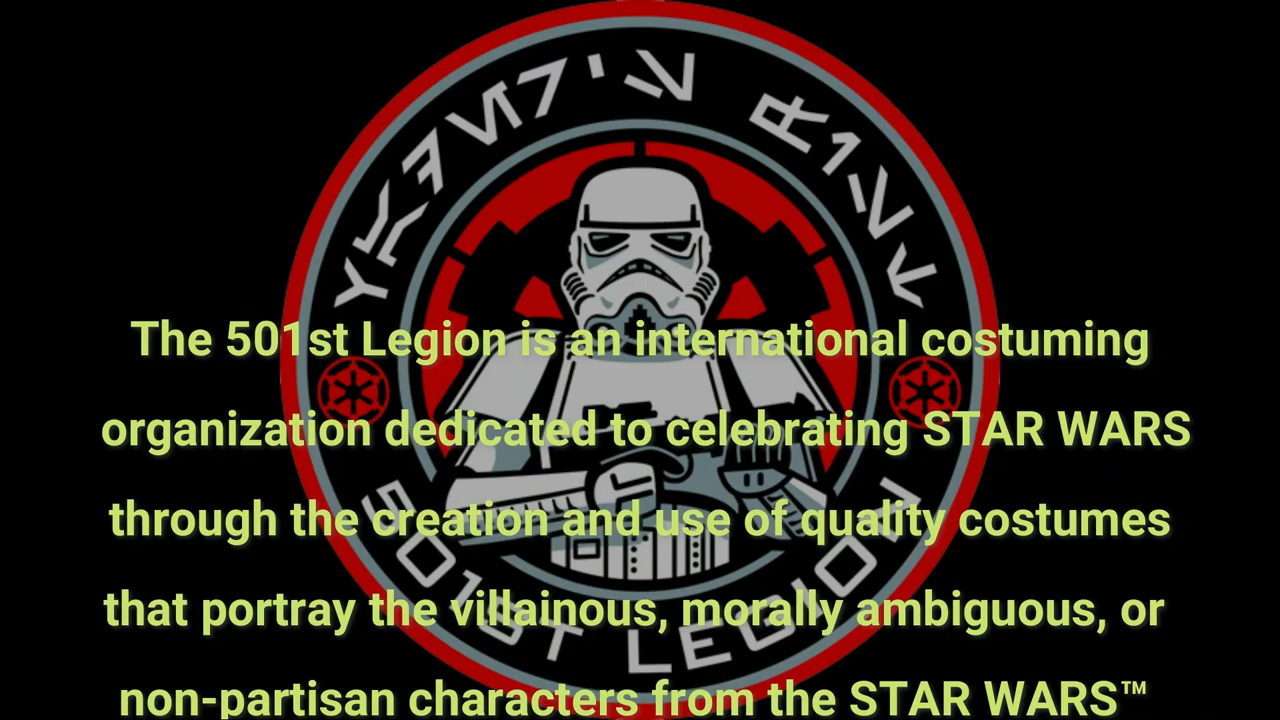 The 501st Legion is an international costuming
organization dedicated to celebrating STAR WARS
through the creation and use of quality costumes
that portray the villainous, morally ambiguous, or
non-partisan characters from the STAR WARS™
501ST LEGION